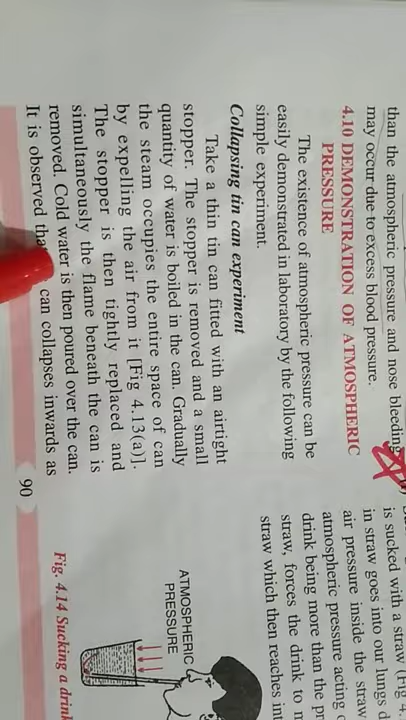 than the atmospheric pressure and nose bleeding
may occur due to excess blood pressure.
4.10 DEMONSTRATION OF ATMOSPHERIC
PRESSURE
The existence of atmospheric pressure can be
easily demonstrated in laboratory by the following
simple experiment.
Collapsing tin can experiment
Take a thin tin can fitted with an airtight
stopper. The stopper is removed and a small
quantity of water is boiled in the can. Gradually
the steam occupies the entire space of can
by expelling the air from it [Fig 4.13(a)].
The stopper is then tightly replaced and
simultaneously the flame beneath the can is
removed. Cold water is then poured over the can.
It is observed can collapses inwards as
90
is sucked with a straw (Fig 4.
in straw goes into our lungs
air pressure inside the straw
atmospheric pressure acting
drink being more than the
straw, forces the drink to
straw which then reaches
ATMOSPHERIC
PRESSURE
Fig. 4.14 Sucking a drink